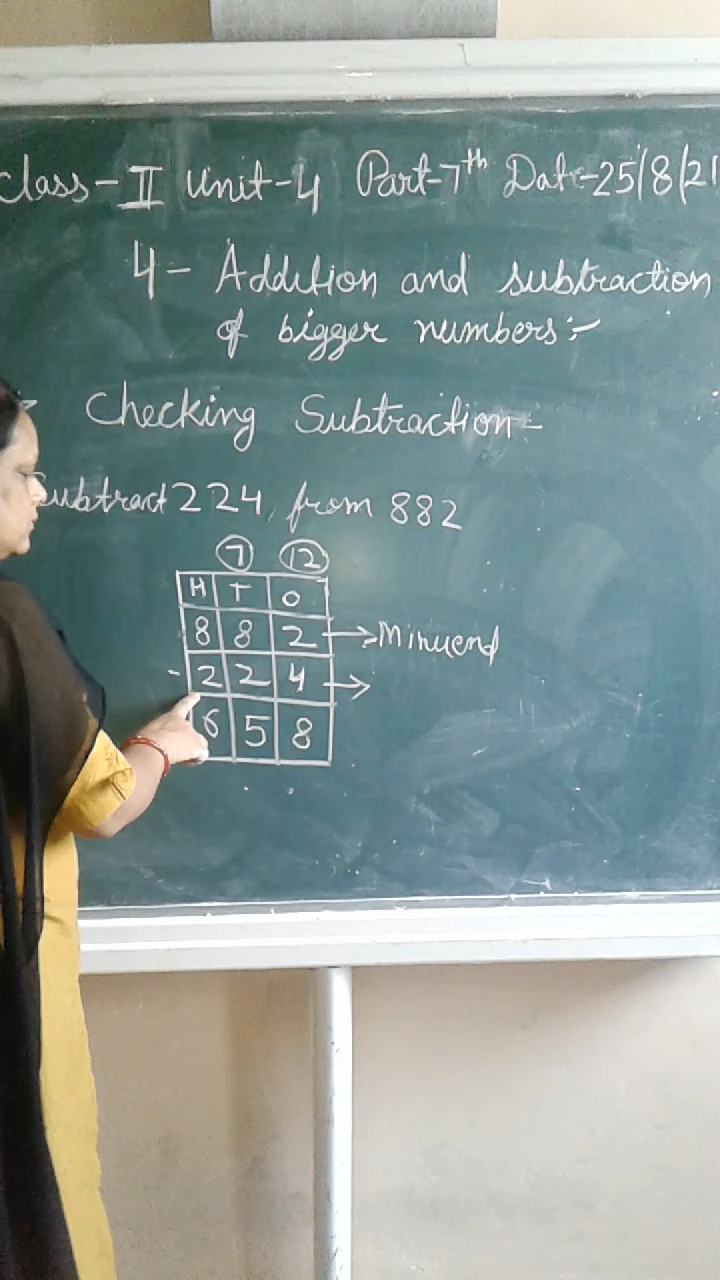 Class-II Unit-4 Part-7th Date-25/8/21
4- Addition and subtraction
of bigger numbers:-
Checking Subtraction-
Subtract 224, from 882
7 12
H T O
8 8 2 → Minuend
- 2 2 4 →
6 5 8